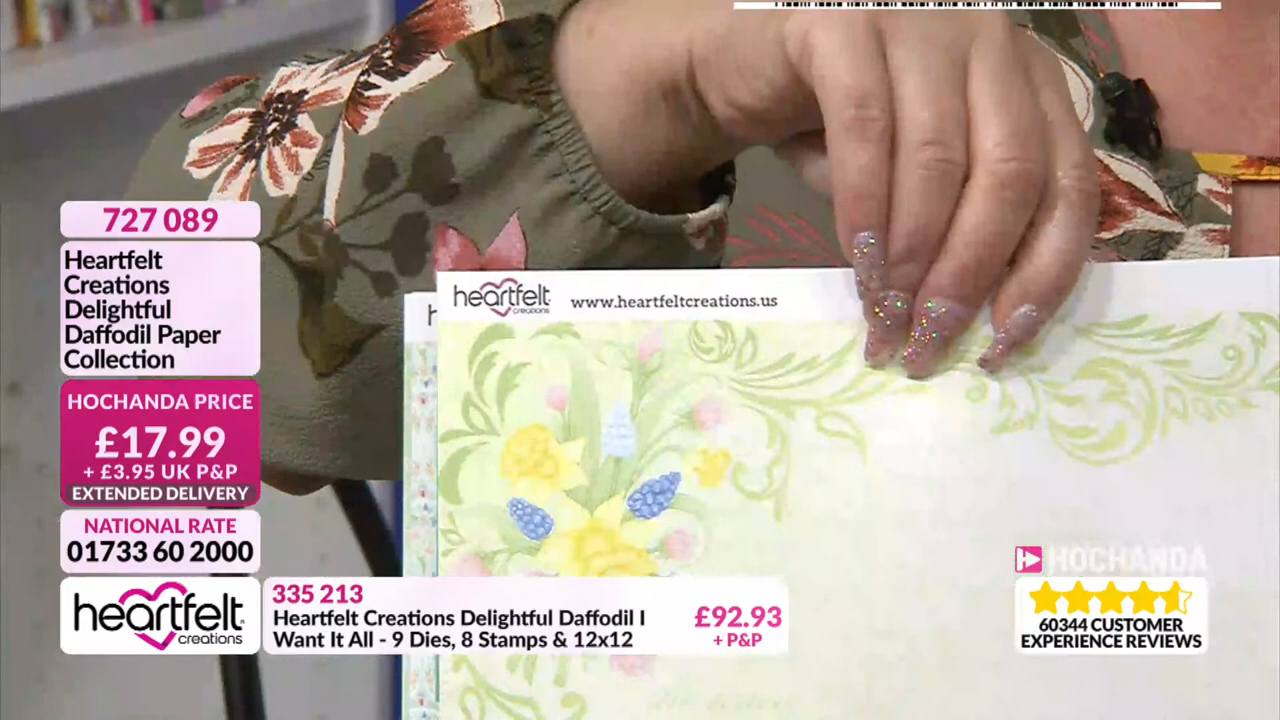 727 089
Heartfelt
Creations
Delightful
Daffodil Paper
Collection
HOCHANDA PRICE
£17.99
+ £3.95 UK P&P
EXTENDED DELIVERY
NATIONAL RATE
01733 60 2000
heartfelt
creations
335 213
Heartfelt Creations Delightful Daffodil I
Want It All - 9 Dies, 8 Stamps & 12x12
£92.93
+ P&P
heartfelt
creations
www.heartfeltcreations.us
HOCHANDA
60344 CUSTOMER
EXPERIENCE REVIEWS